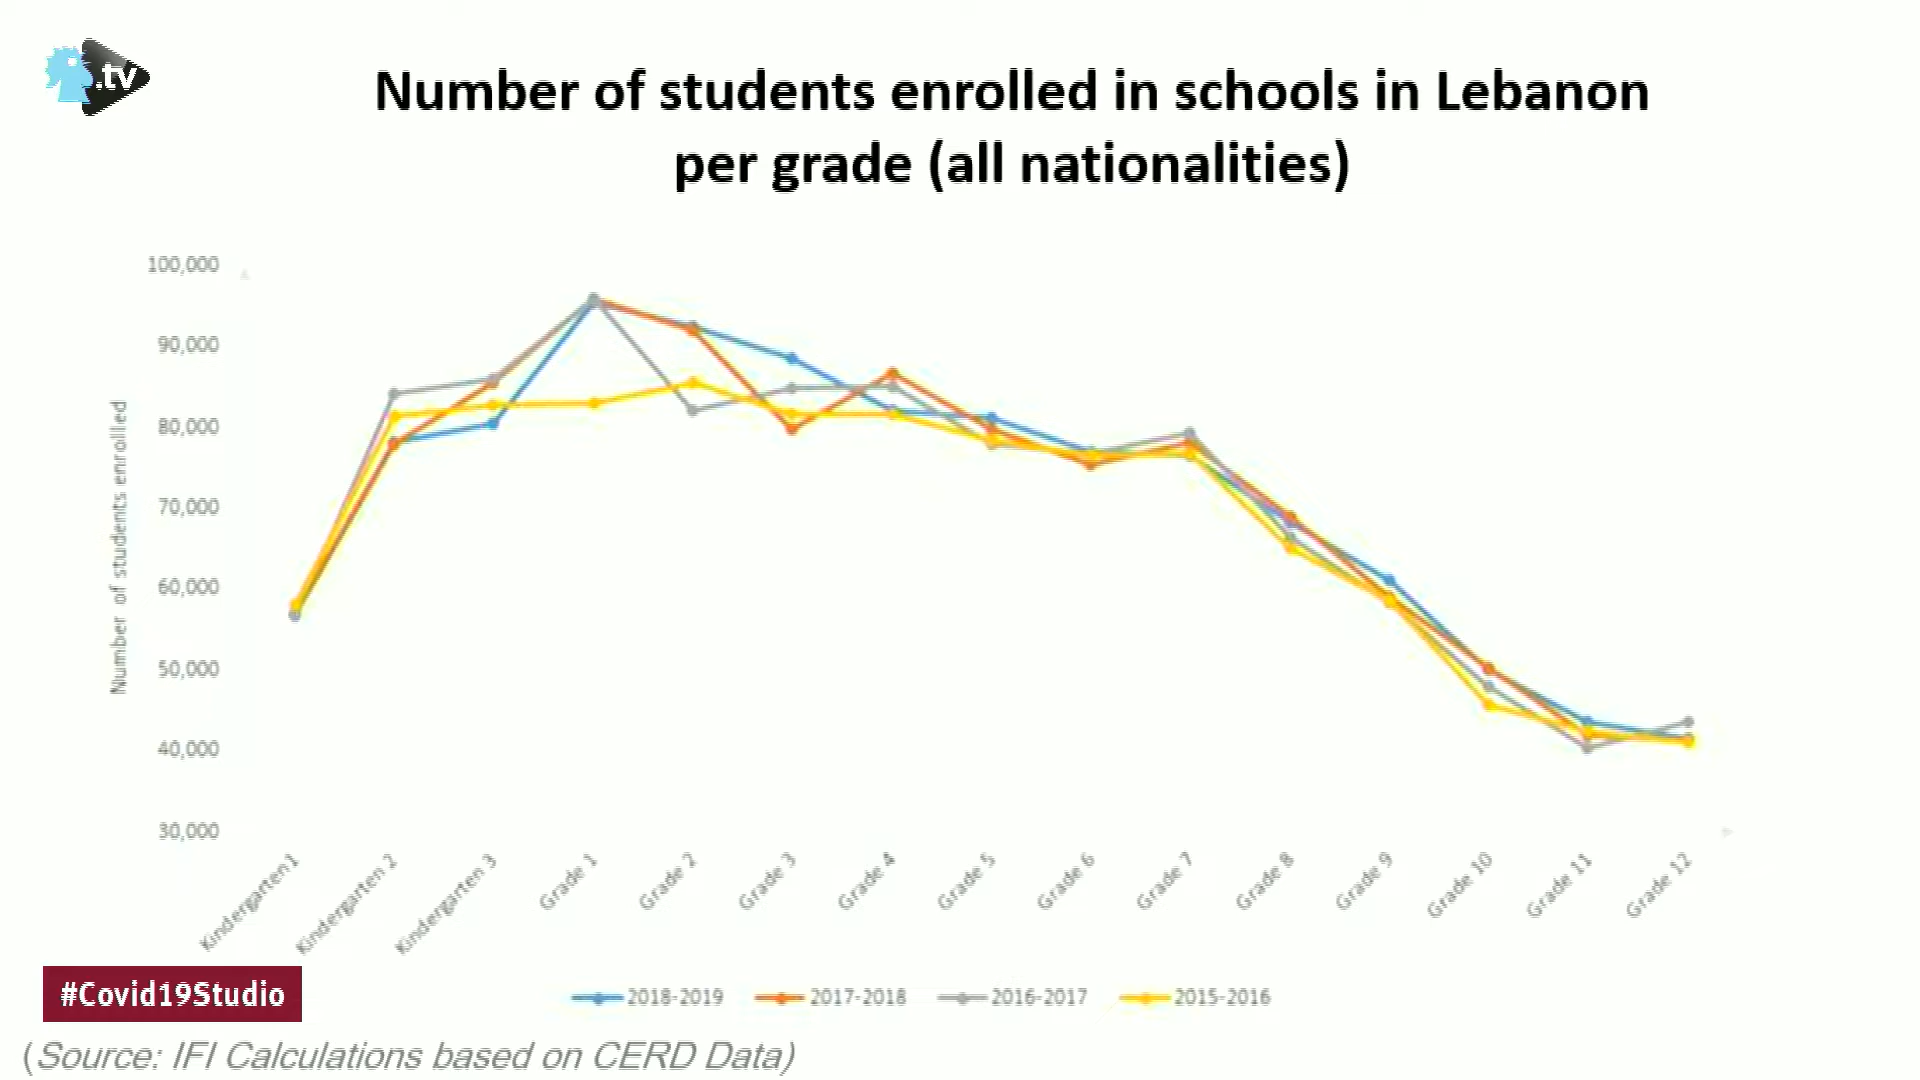 .tv
Number of students enrolled in schools in Lebanon
per grade (all nationalities)
Number of students enrolled
100,000
90,000
80,000
70,000
60,000
50,000
40,000
30,000
Kindergarten1
Kindergarten 2
Kindergarten 3
Grade 1
Grade 2
Grade 3
Grade 4
Grade 5
Grade 6
Grade 7
Grade 8
Grade 9
Grade 10
Grade 11
Grade 12
2018-2019 2017-2018 2016-2017 2015-2016
#Covid19Studio
(Source: IFI Calculations based on CERD Data)